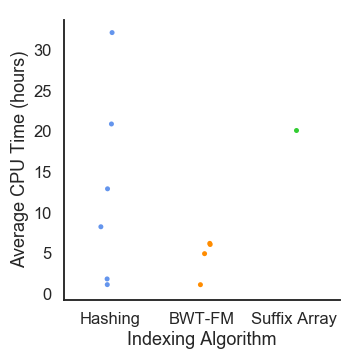 Average CPU Time (hours)
30
25
20
15
10
5
0
Hashing
BWT-FM
Suffix Array
Indexing Algorithm